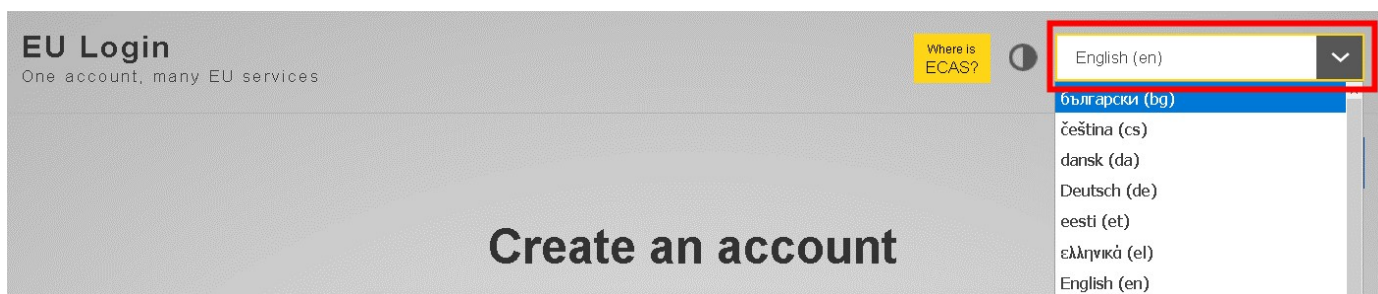 EU Login
One account, many EU services
Where is
ECAS?
English (en)
български (bg)
čeština (cs)
dansk (da)
Deutsch (de)
eesti (et)
ελληνικά (el)
English (en)
Create an account